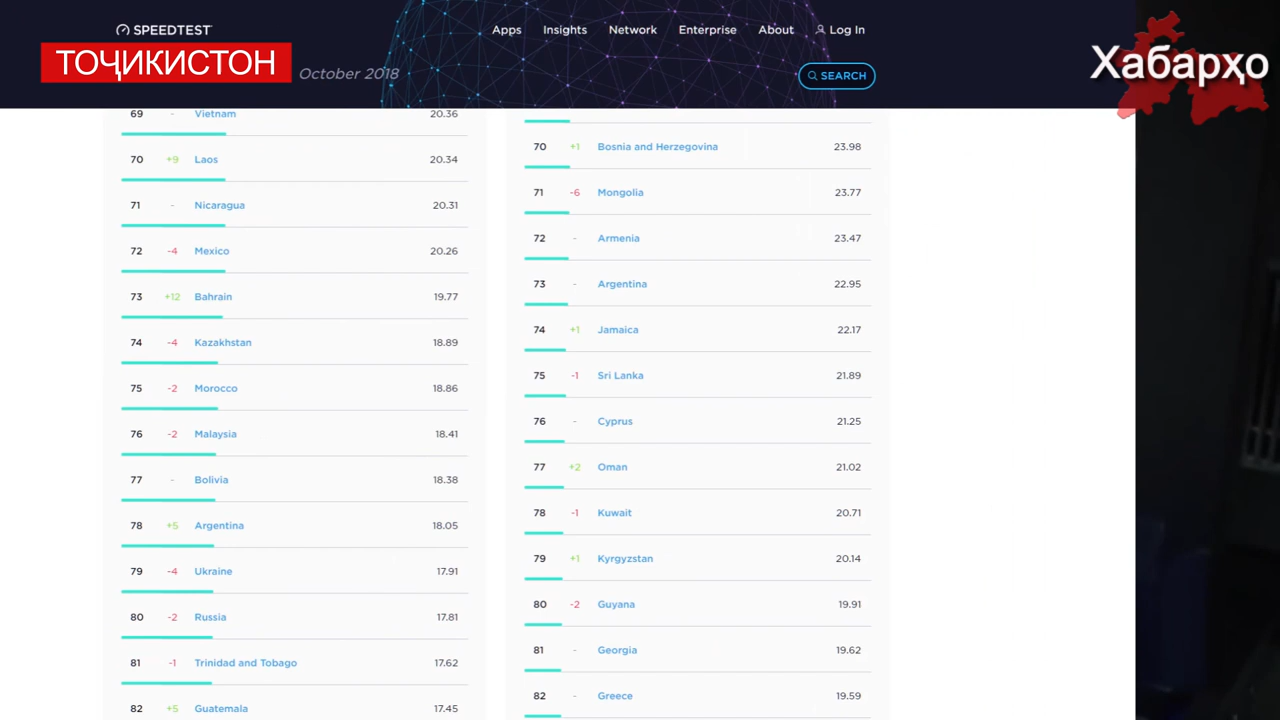 SPEEDTEST
Apps Insights Network Enterprise About Log In
ТОҶИКИСТОН
October 2018
SEARCH
Хабарҳо
69 - Vietnam 20.36
70 +9 Laos 20.34
71 - Nicaragua 20.31
72 -4 Mexico 20.26
73 +12 Bahrain 19.77
74 -4 Kazakhstan 18.89
75 -2 Morocco 18.86
76 -2 Malaysia 18.41
77 - Bolivia 18.38
78 +5 Argentina 18.05
79 -4 Ukraine 17.91
80 -2 Russia 17.81
81 -1 Trinidad and Tobago 17.62
82 +5 Guatemala 17.45
70 +1 Bosnia and Herzegovina 23.98
71 -6 Mongolia 23.77
72 - Armenia 23.47
73 - Argentina 22.95
74 +1 Jamaica 22.17
75 -1 Sri Lanka 21.89
76 - Cyprus 21.25
77 +2 Oman 21.02
78 -1 Kuwait 20.71
79 +1 Kyrgyzstan 20.14
80 -2 Guyana 19.91
81 - Georgia 19.62
82 - Greece 19.59